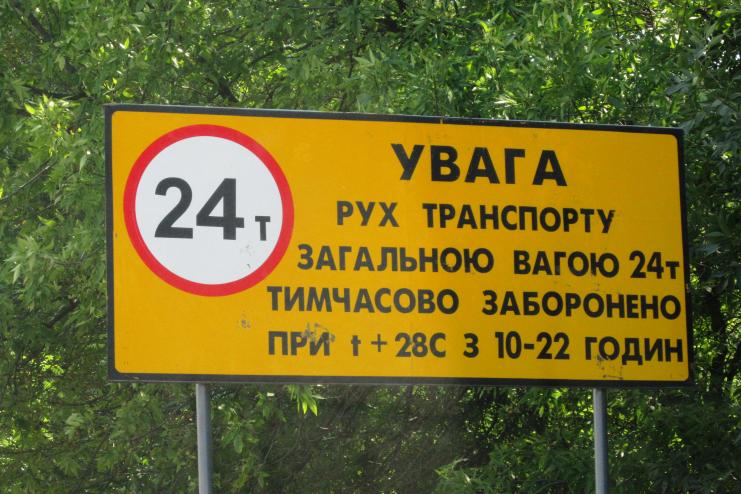 24т
УВАГА
РУХ ТРАНСПОРТУ
ЗАГАЛЬНОЮ ВАГОЮ 24т
ТИМЧАСОВО ЗАБОРОНЕНО
ПРИ t + 28С З 10-22 ГОДИН